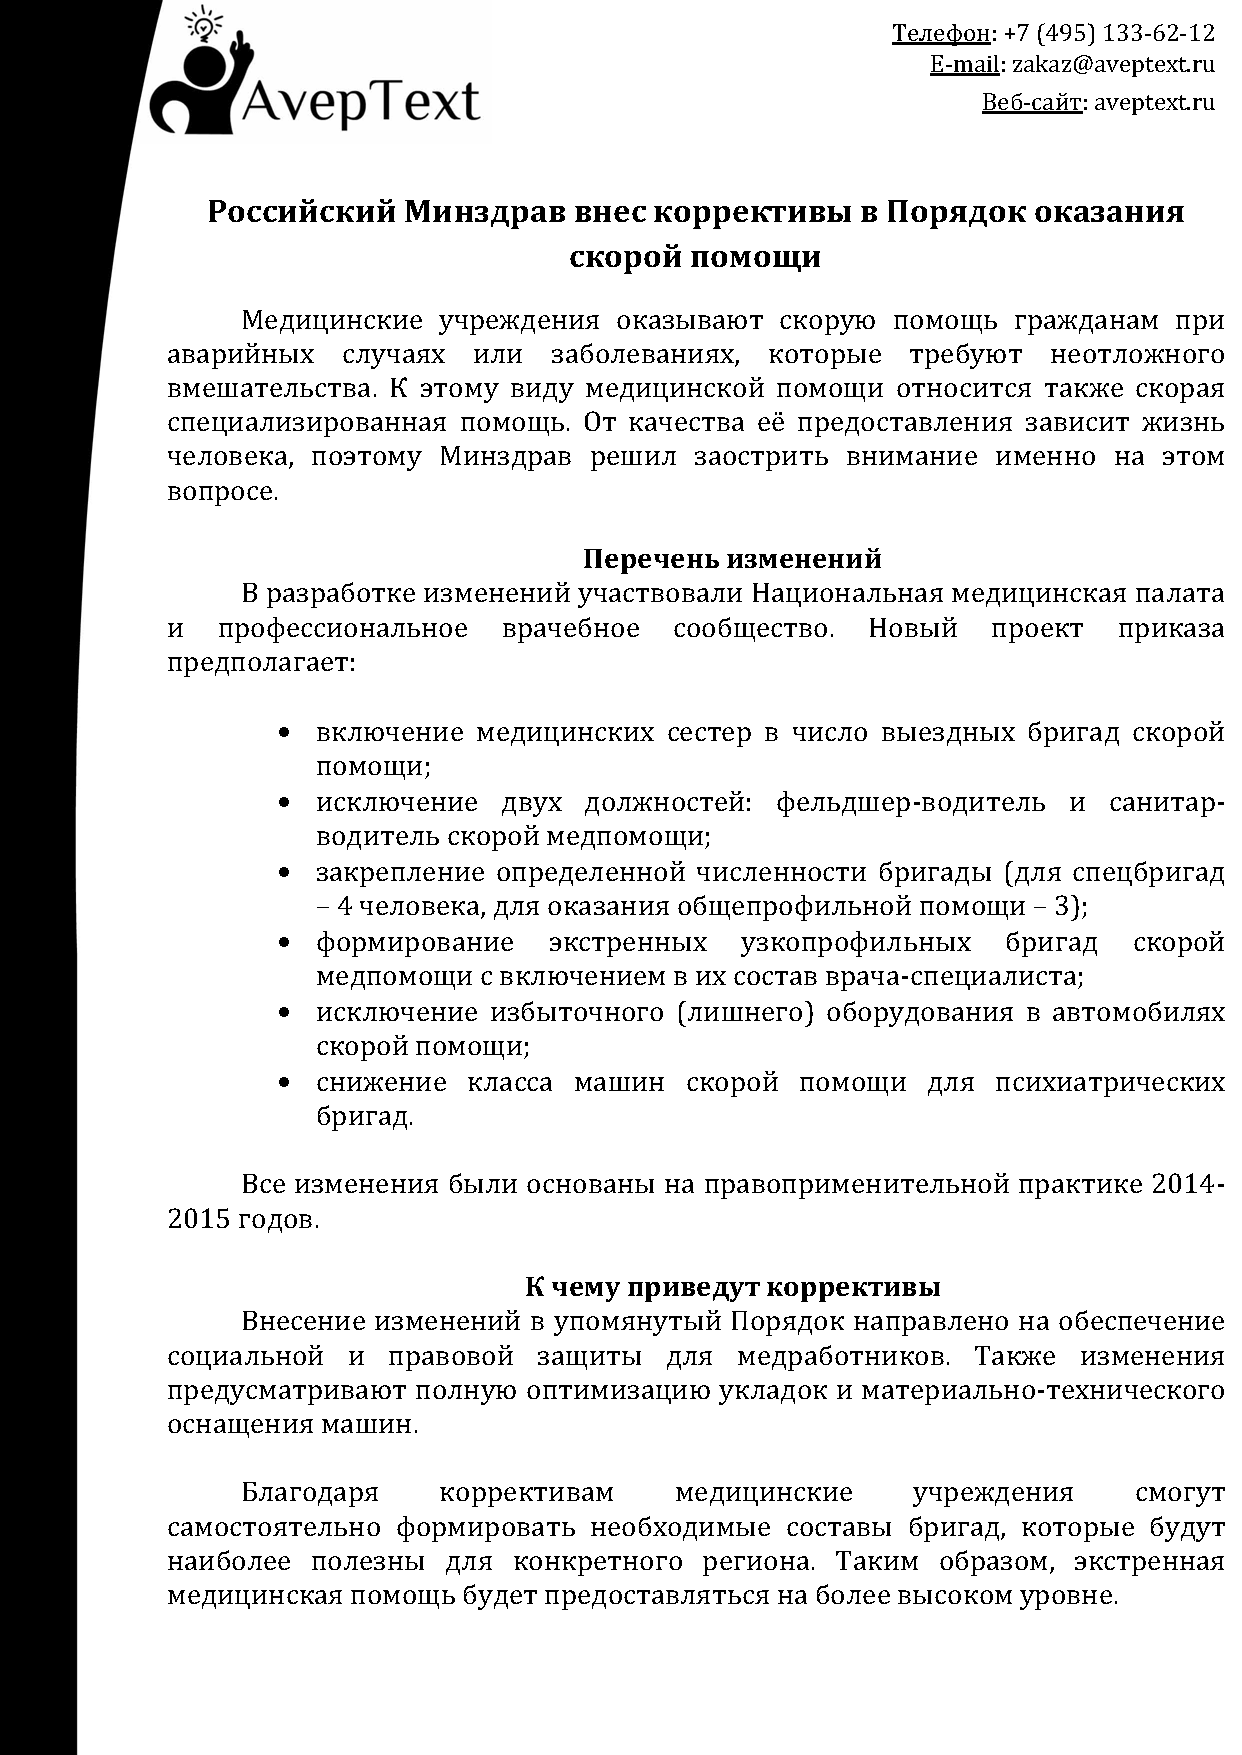 AvepText
Телефон: +7 (495) 133-62-12
E-mail: zakaz@aveptext.ru
Веб-сайт: aveptext.ru
Российский Минздрав внес коррективы в Порядок оказания
скорой помощи
Медицинские учреждения оказывают скорую помощь гражданам при
аварийных случаях или заболеваниях, которые требуют неотложного
вмешательства. К этому виду медицинской помощи относится также скорая
специализированная помощь. От качества её предоставления зависит жизнь
человека, поэтому Минздрав решил заострить внимание именно на этом
вопросе.
Перечень изменений
В разработке изменений участвовали Национальная медицинская палата
и профессиональное врачебное сообщество. Новый проект приказа
предполагает:
• включение медицинских сестер в число выездных бригад скорой
помощи;
• исключение двух должностей: фельдшер-водитель и санитар-
водитель скорой медпомощи;
• закрепление определенной численности бригады (для спецбригад
– 4 человека, для оказания общепрофильной помощи – 3);
• формирование экстренных узкопрофильных бригад скорой
медпомощи с включением в их состав врача-специалиста;
• исключение избыточного (лишнего) оборудования в автомобилях
скорой помощи;
• снижение класса машин скорой помощи для психиатрических
бригад.
Все изменения были основаны на правоприменительной практике 2014-
2015 годов.
К чему приведут коррективы
Внесение изменений в упомянутый Порядок направлено на обеспечение
социальной и правовой защиты для медработников. Также изменения
предусматривают полную оптимизацию укладок и материально-технического
оснащения машин.
Благодаря коррективам медицинские учреждения смогут
самостоятельно формировать необходимые составы бригад, которые будут
наиболее полезны для конкретного региона. Таким образом, экстренная
медицинская помощь будет предоставляться на более высоком уровне.